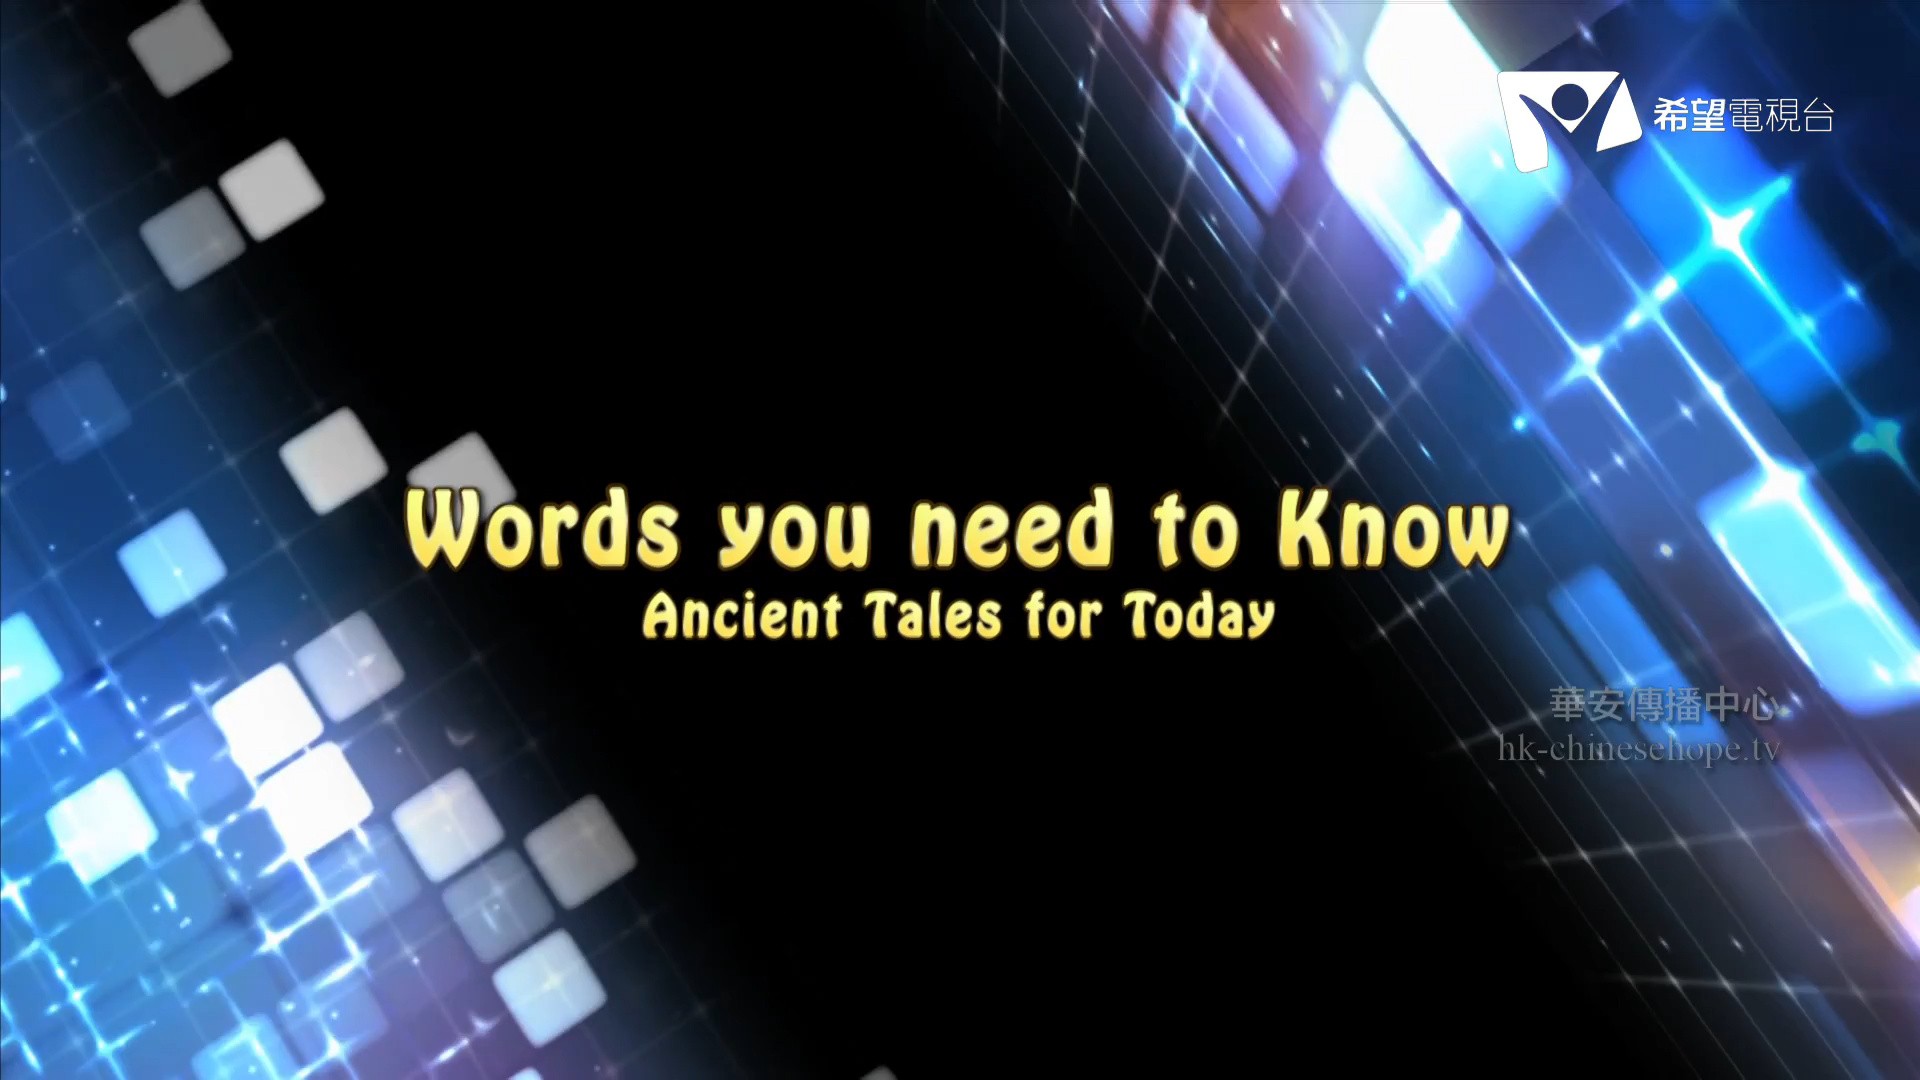 希望電視台
Words you need to Know
Ancient Tales for Today
華安傳播中心
hk-chinesehope.tv